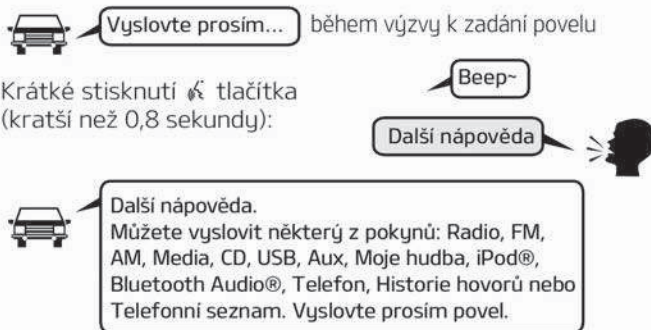 Vyslovte prosím... během výzvy k zadání povelu
Beep~
Krátké stisknutí tlačítka
(kratší než 0,8 sekundy):
Další nápověda
Další nápověda.
Můžete vyslovit některý z pokynů: Radio, FM,
AM, Media, CD, USB, Aux, Moje hudba, iPod®,
Bluetooth Audio®, Telefon, Historie hovorů nebo
Telefonní seznam. Vyslovte prosím povel.